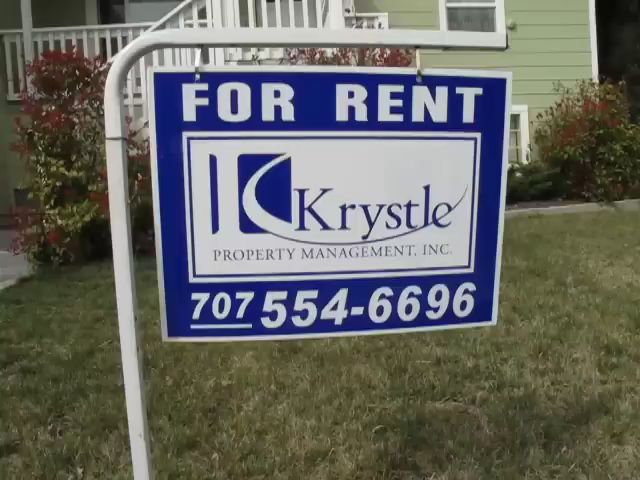 FOR RENT
Krystle
PROPERTY MANAGEMENT, INC.
707 554-6696